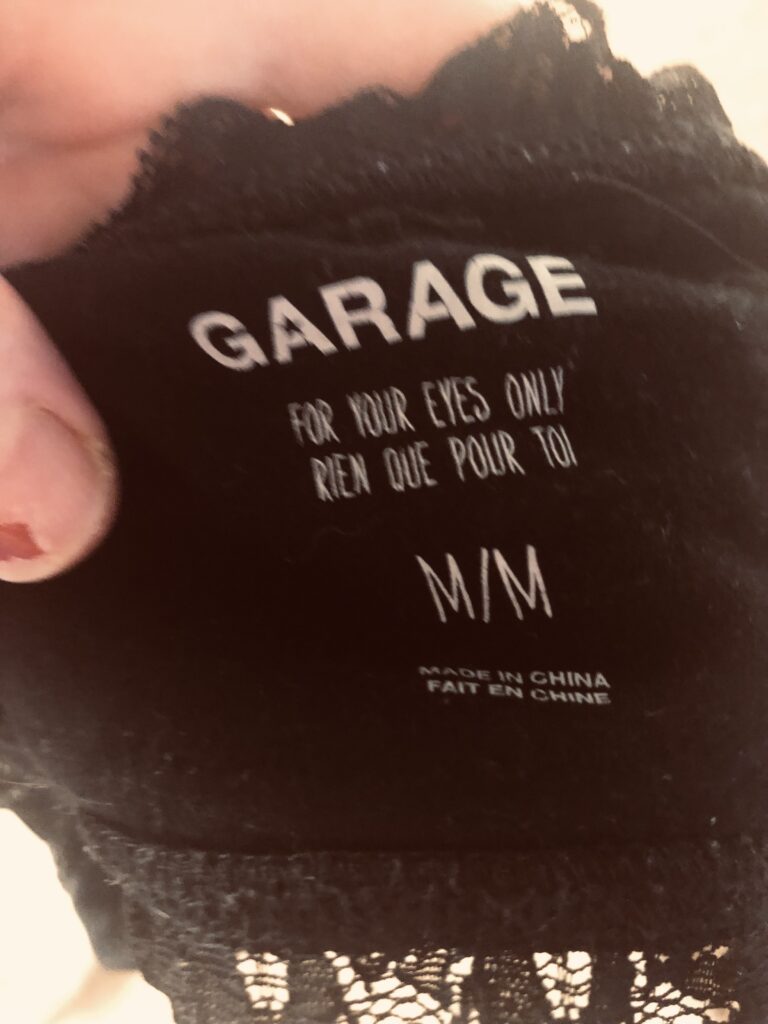 GARAGE
FOR YOUR EYES ONLY
RIEN QUE POUR TOI
M/M
MADE IN CHINA
FAIT EN CHINE